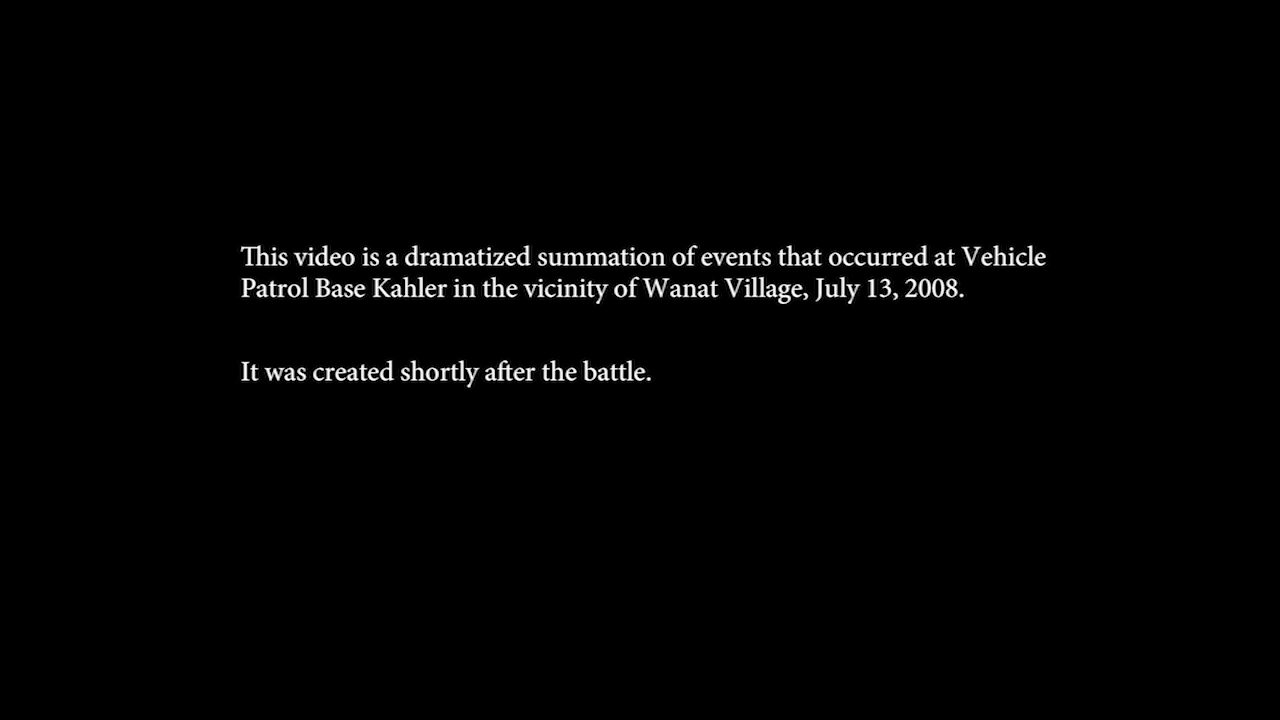 This video is a dramatized summation of events that occurred at Vehicle
Patrol Base Kahler in the vicinity of Wanat Village, July 13, 2008.
It was created shortly after the battle.